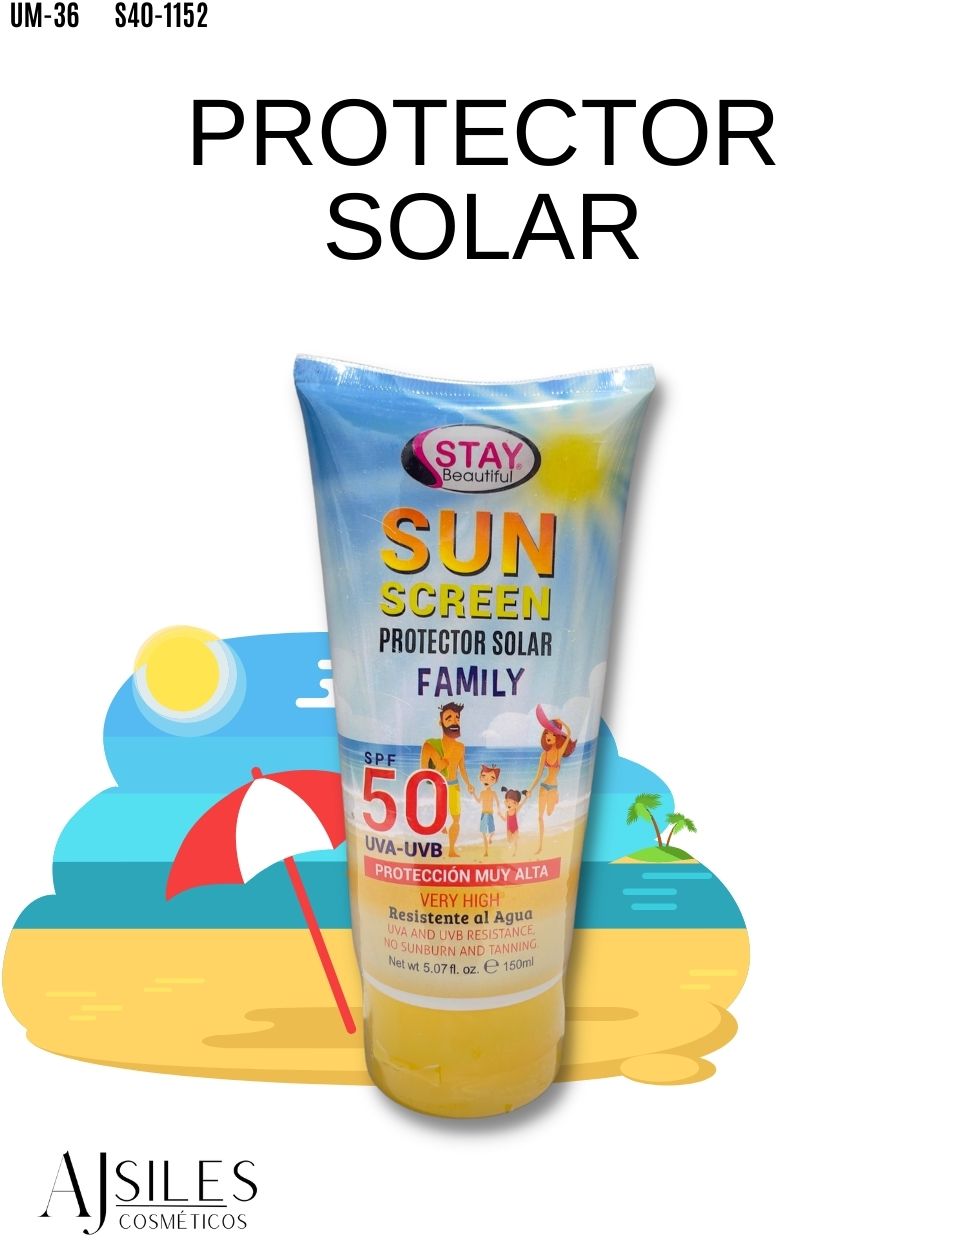 UM-36 S40-1152
PROTECTOR
SOLAR
STAY
Beautiful®
SUN
SCREEN
PROTECTOR SOLAR
FAMILY
SPF
50
UVA-UVB
PROTECCIÓN MUY ALTA
VERY HIGH
Resistente al Agua
UVA AND UVB RESISTANCE,
NO SUNBURN AND TANNING.
Net wt 5.07 fl. oz. ℮ 150ml
AJSILES
COSMÉTICOS